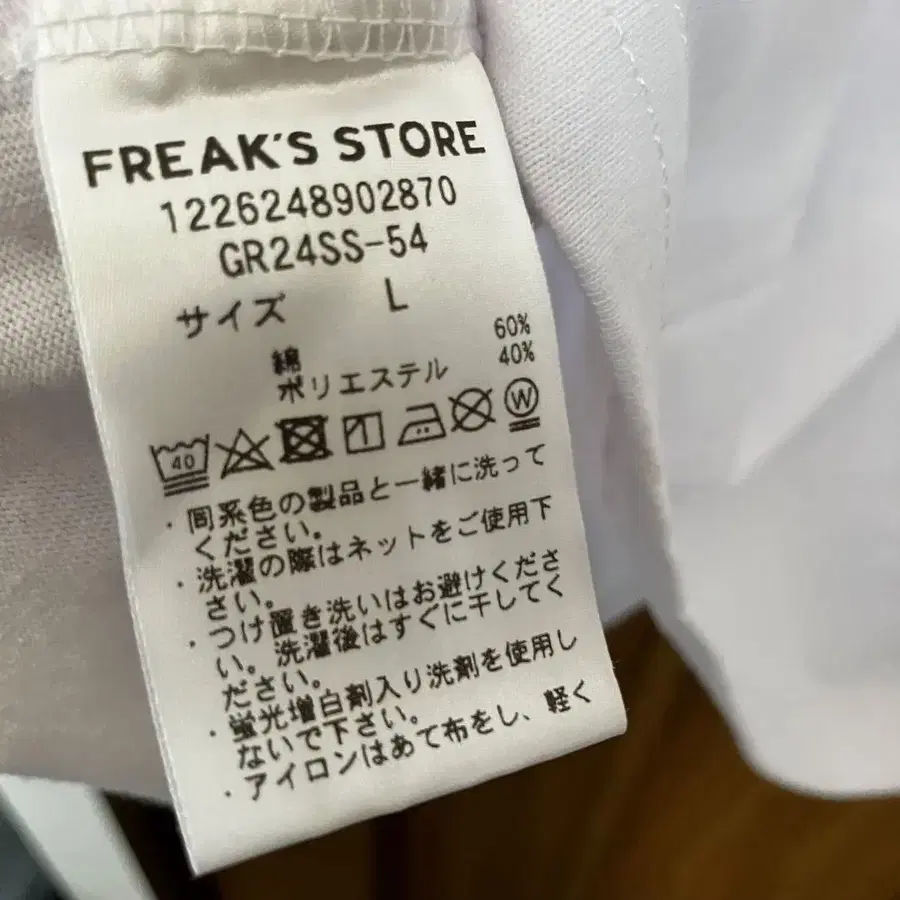 FREAK'S STORE
1226248902870
GR24SS-54
サイズ L
綿 60%
ポリエステル 40%
40 W
・同系色の製品と一緒に洗って
ください。
・洗濯の際はネットをご使用下
さい。
・つけ置き洗いはお避けくださ
い。洗濯後はすぐに干してく
ださい。
・蛍光増白剤入り洗剤を使用し
ないで下さい。
・アイロンはあて布をし、軽く